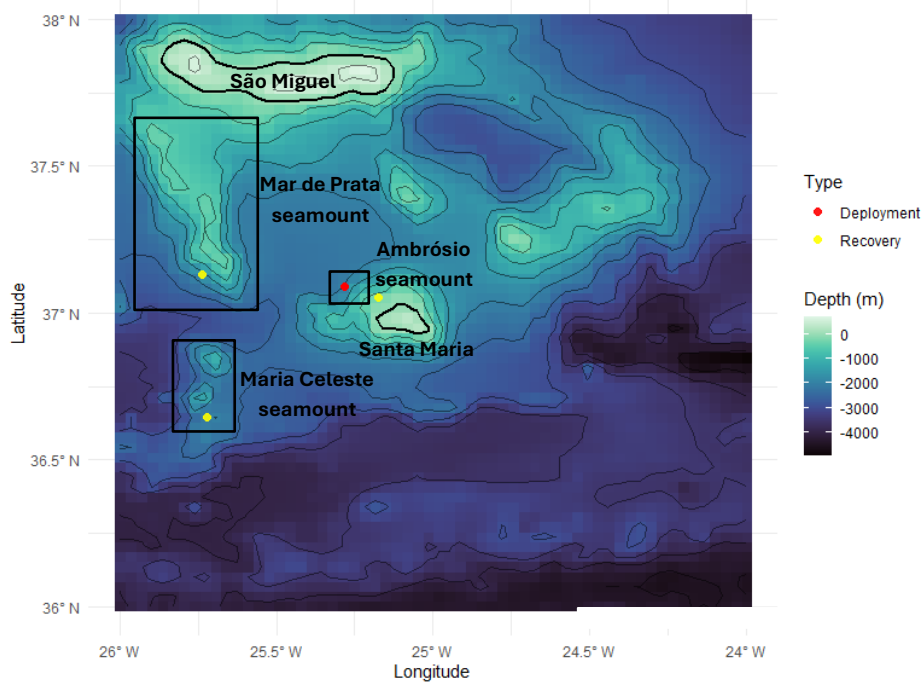 38° N
São Miguel
37.5° N
Mar de Prata
seamount
Ambrósio
seamount
37° N
Santa Maria
Maria Celeste
seamount
36.5° N
36° N
Latitude
26° W
25.5° W
25° W
24.5° W
24° W
Longitude
Type
Deployment
Recovery
Depth (m)
0
-1000
-2000
-3000
-4000